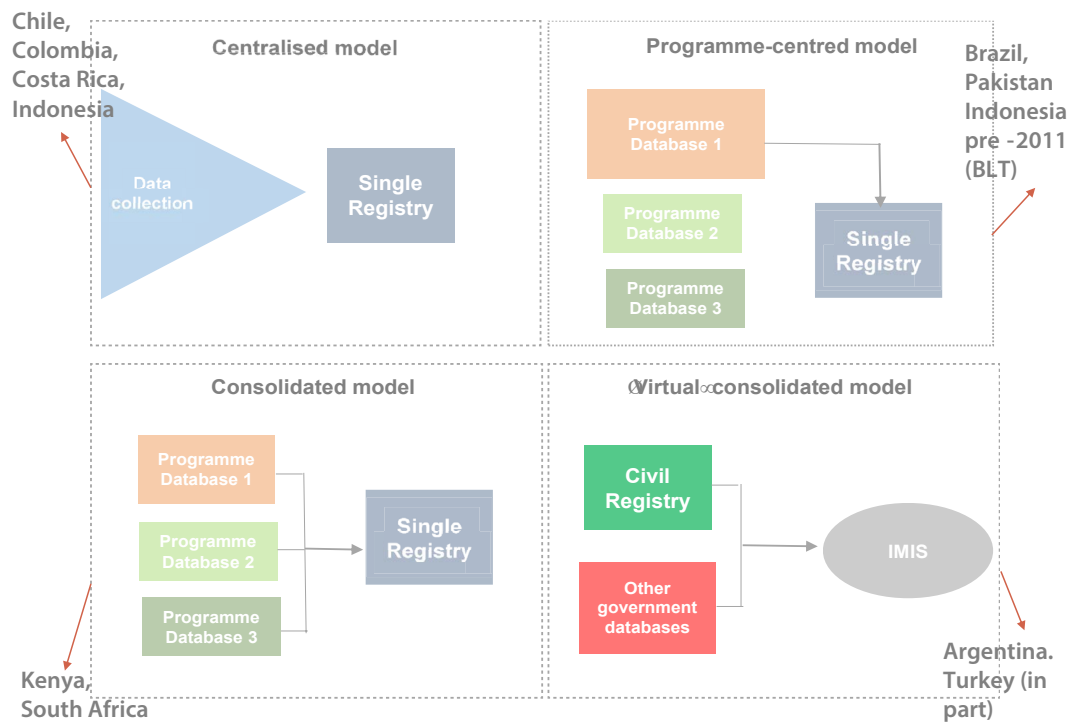 Chile,
Colombia,
Costa Rica,
Indonesia
Centralised model
Data
collection
Single
Registry
Programme-centred model
Programme
Database 1
Programme
Database 2
Programme
Database 3
Single
Registry
Brazil,
Pakistan
Indonesia
pre -2011
(BLT)
Consolidated model
Programme
Database 1
Programme
Database 2
Programme
Database 3
Single
Registry
Kenya,
South Africa
ØVirtual∞consolidated model
Civil
Registry
Other
government
databases
IMIS
Argentina.
Turkey (in
part)